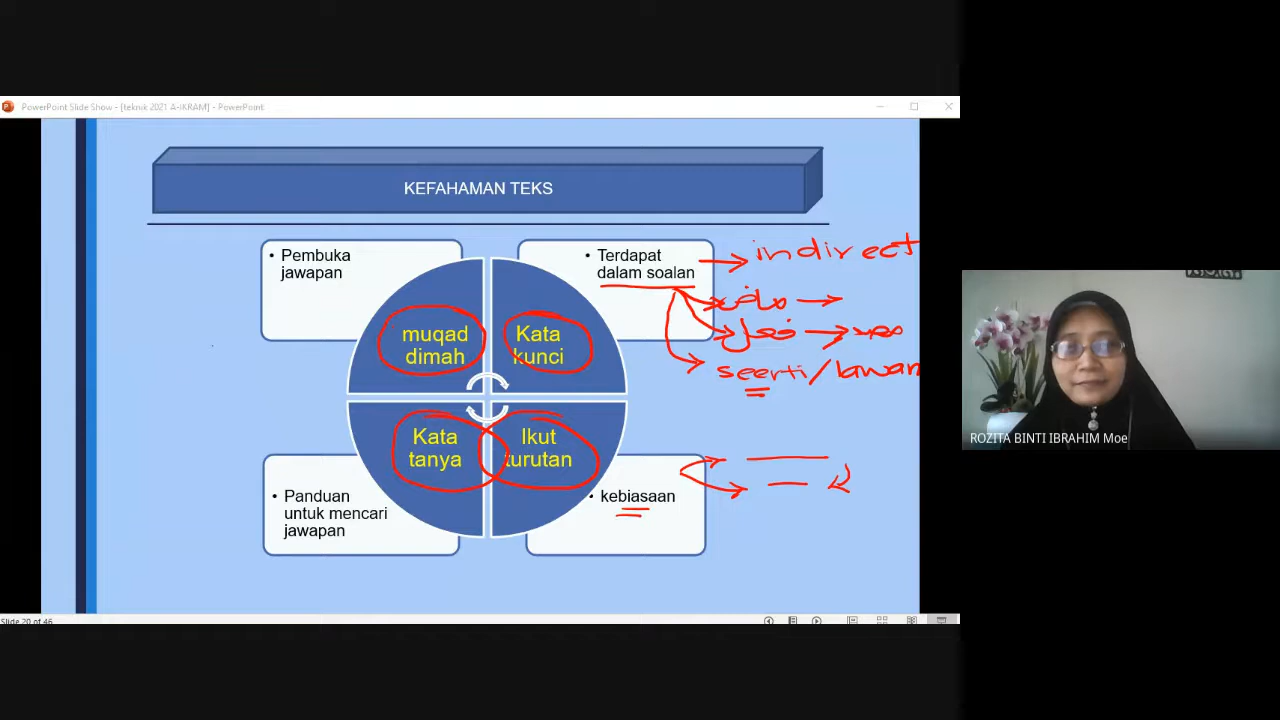 PowerPoint Slide Show - [teknik 2021 A-IKRAM] - PowerPoint
KEFAHAMAN TEKS
• Pembuka
jawapan
• Terdapat
dalam soalan
indirect
muqad
dimah
Kata
kunci
فعل
seerti/lawan
Kata
tanya
Ikut
turutan
• Panduan
untuk mencari
jawapan
• kebiasaan
Slide 20 of 46
ROZITA BINTI IBRAHIM Moe